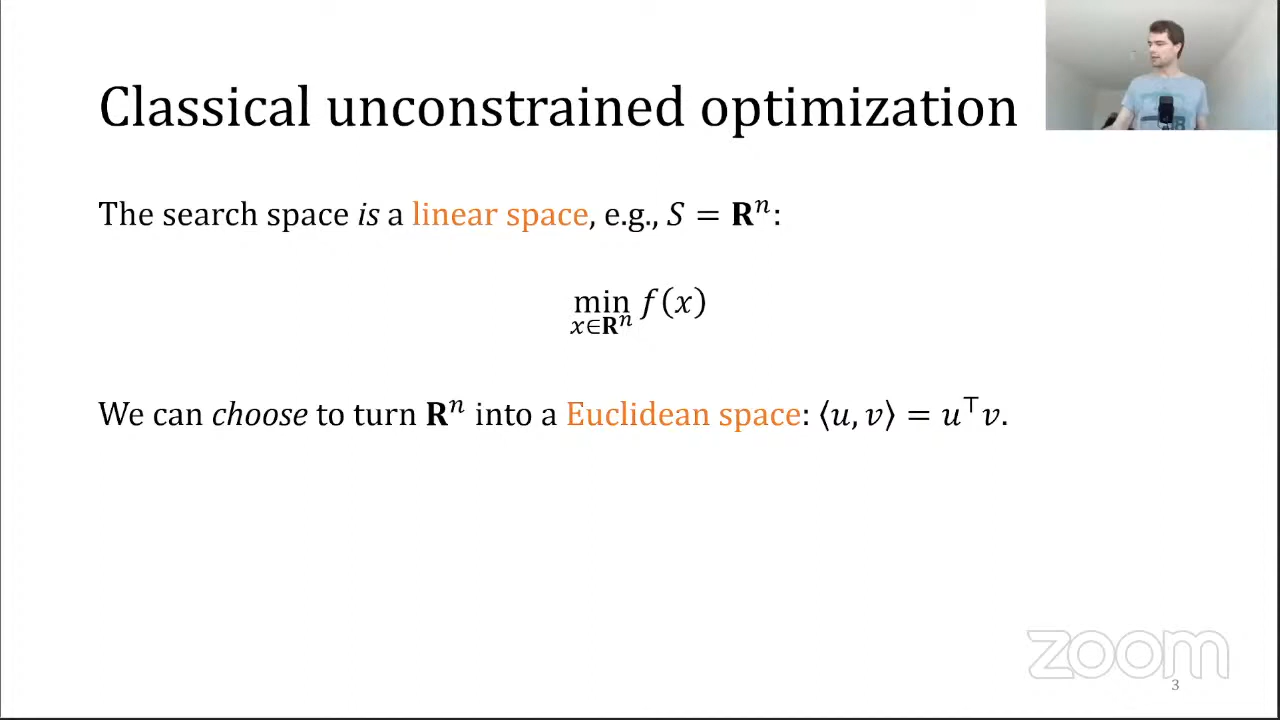 Classical unconstrained optimization
The search space is a linear space, e.g., S = Rⁿ:
min f(x)
x∈Rⁿ
We can choose to turn Rⁿ into a Euclidean space: ⟨u, v⟩ = u⊤v.
zoom
3